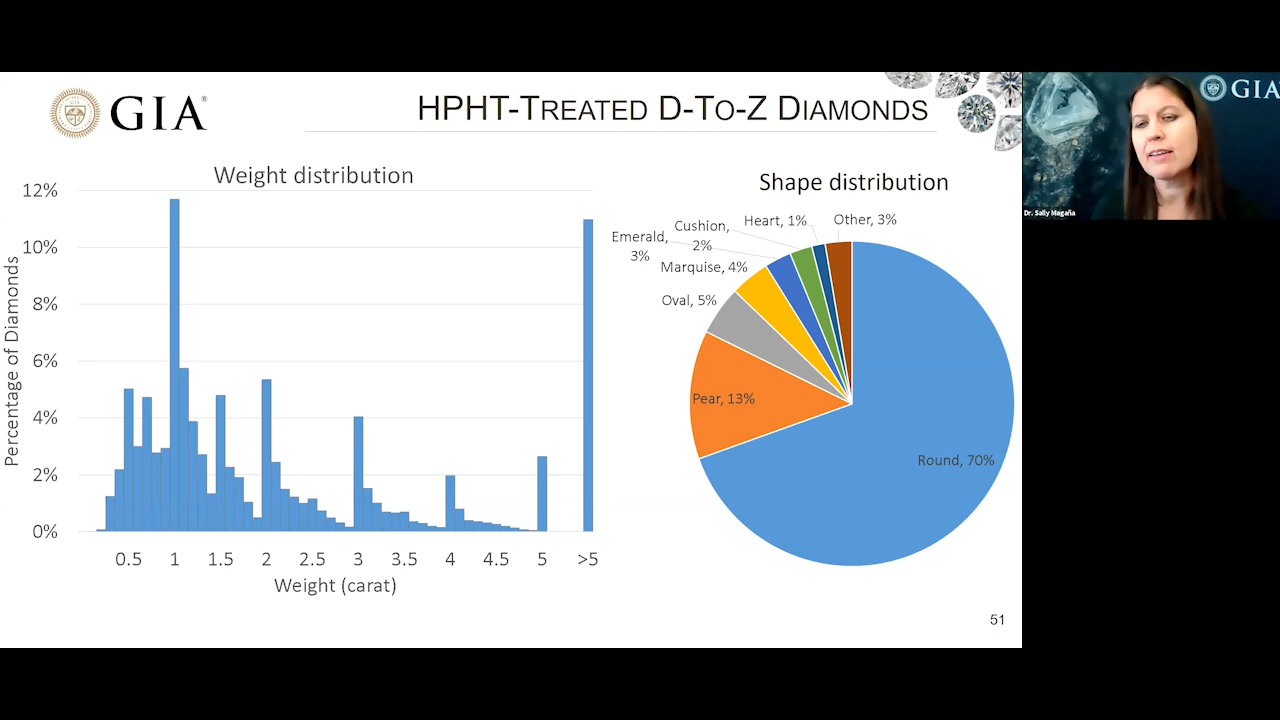 GIA®
HPHT-TREATED D-TO-Z DIAMONDS
Weight distribution
12%
10%
8%
6%
4%
2%
0%
Percentage of Diamonds
0.5 1 1.5 2 2.5 3 3.5 4 4.5 5 >5
Weight (carat)
Shape distribution
Heart, 1%
Other, 3%
Cushion,
2%
Emerald,
3%
Marquise, 4%
Oval, 5%
Pear, 13%
Round, 70%
51
GIA
Dr. Sally Magaña